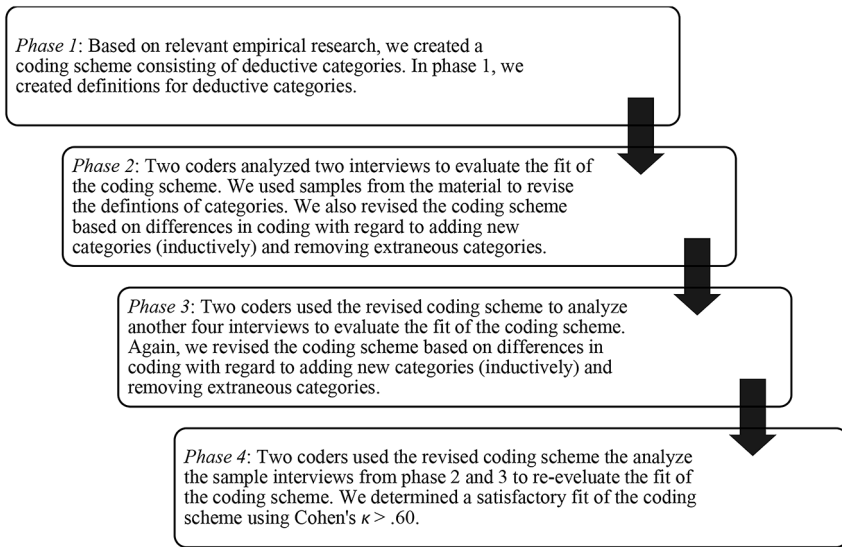 Phase 1: Based on relevant empirical research, we created a
coding scheme consisting of deductive categories. In phase 1, we
created definitions for deductive categories.
Phase 2: Two coders analyzed two interviews to evaluate the fit of
the coding scheme. We used samples from the material to revise
the defintions of categories. We also revised the coding scheme
based on differences in coding with regard to adding new
categories (inductively) and removing extraneous categories.
Phase 3: Two coders used the revised coding scheme to analyze
another four interviews to evaluate the fit of the coding scheme.
Again, we revised the coding scheme based on differences in
coding with regard to adding new categories (inductively) and
removing extraneous categories.
Phase 4: Two coders used the revised coding scheme the analyze
the sample interviews from phase 2 and 3 to re-evaluate the fit of
the coding scheme. We determined a satisfactory fit of the coding
scheme using Cohen's κ > .60.